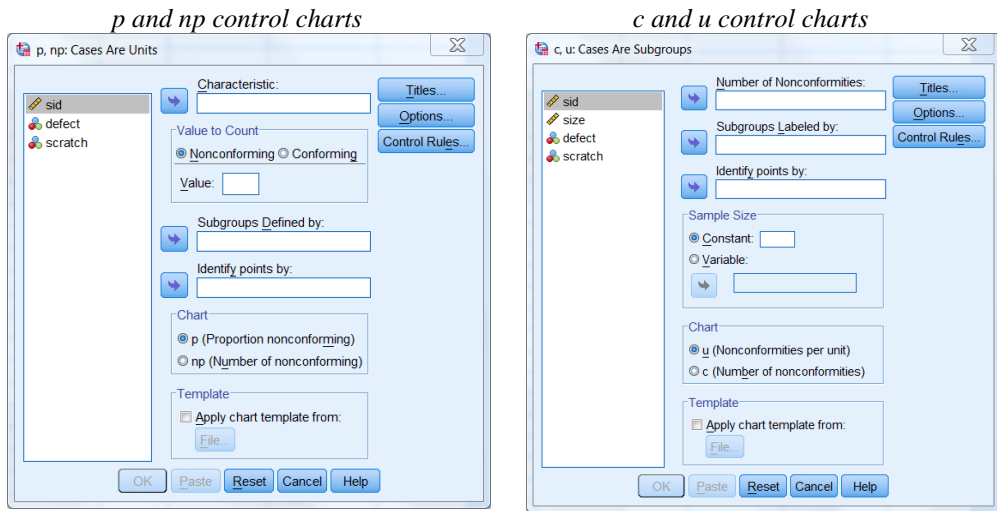 p and np control charts
p, np: Cases Are Units
sid
defect
scratch
Characteristic:
Value to Count
Nonconforming Conforming
Value:
Subgroups Defined by:
Identify points by:
Chart
p (Proportion nonconforming)
np (Number of nonconforming)
Template
Apply chart template from:
File...
Titles...
Options...
Control Rules...
OK Paste Reset Cancel Help
c and u control charts
c, u: Cases Are Subgroups
sid
size
defect
scratch
Number of Nonconformities:
Subgroups Labeled by:
Identify points by:
Sample Size
Constant:
Variable:
Chart
u (Nonconformities per unit)
c (Number of nonconformities)
Template
Apply chart template from:
File...
Titles...
Options...
Control Rules...
OK Paste Reset Cancel Help